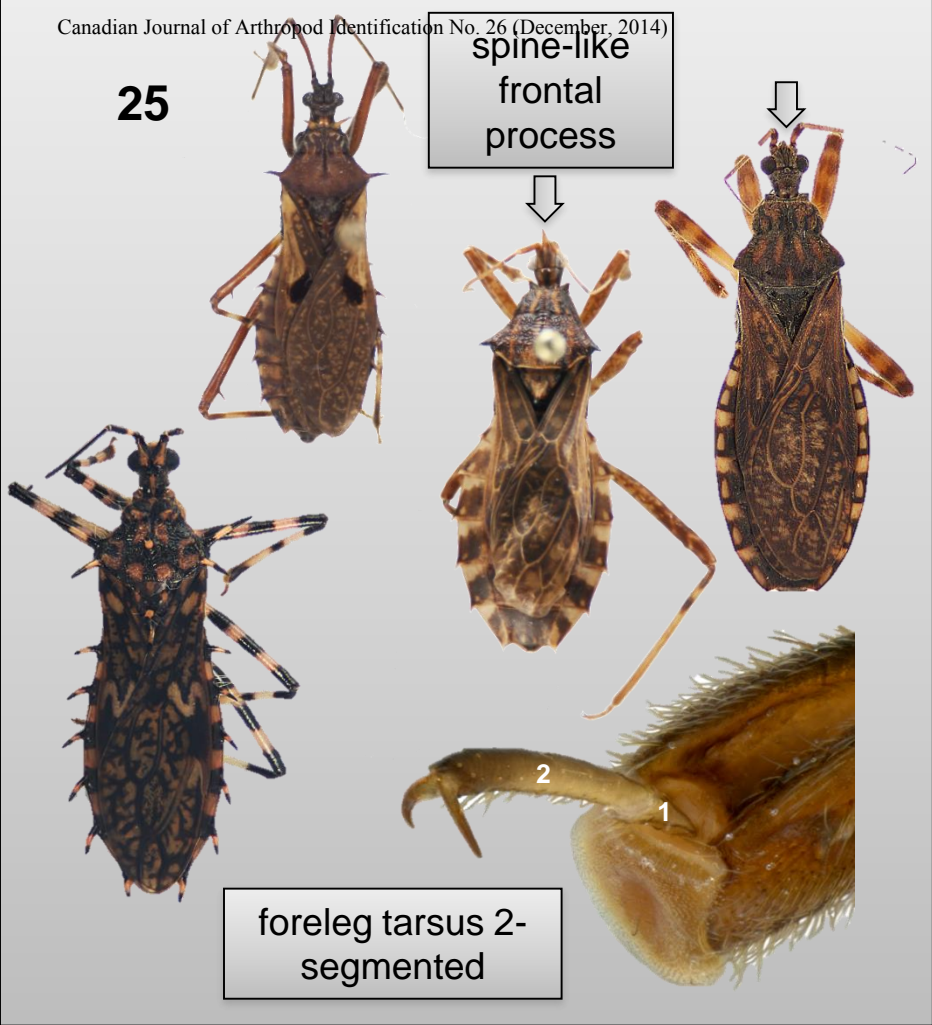 Canadian Journal of Arthropod Identification No. 26 (December, 2014)
25
spine-like
frontal
process
2
1
foreleg tarsus 2-
segmented